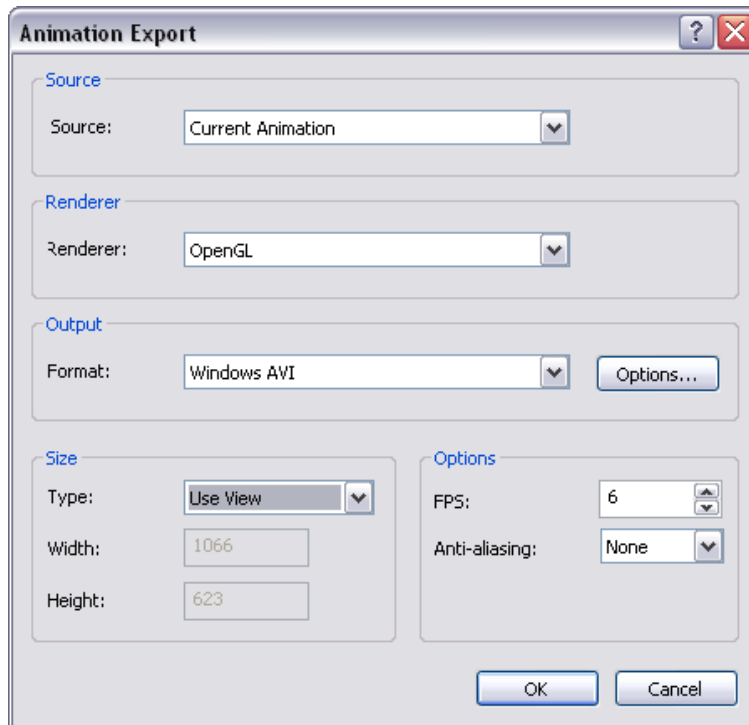 Animation Export
Source
Source: Current Animation
Renderer
Renderer: OpenGL
Output
Format: Windows AVI Options...
Size
Type: Use View
Width: 1066
Height: 623
Options
FPS: 6
Anti-aliasing: None
OK Cancel